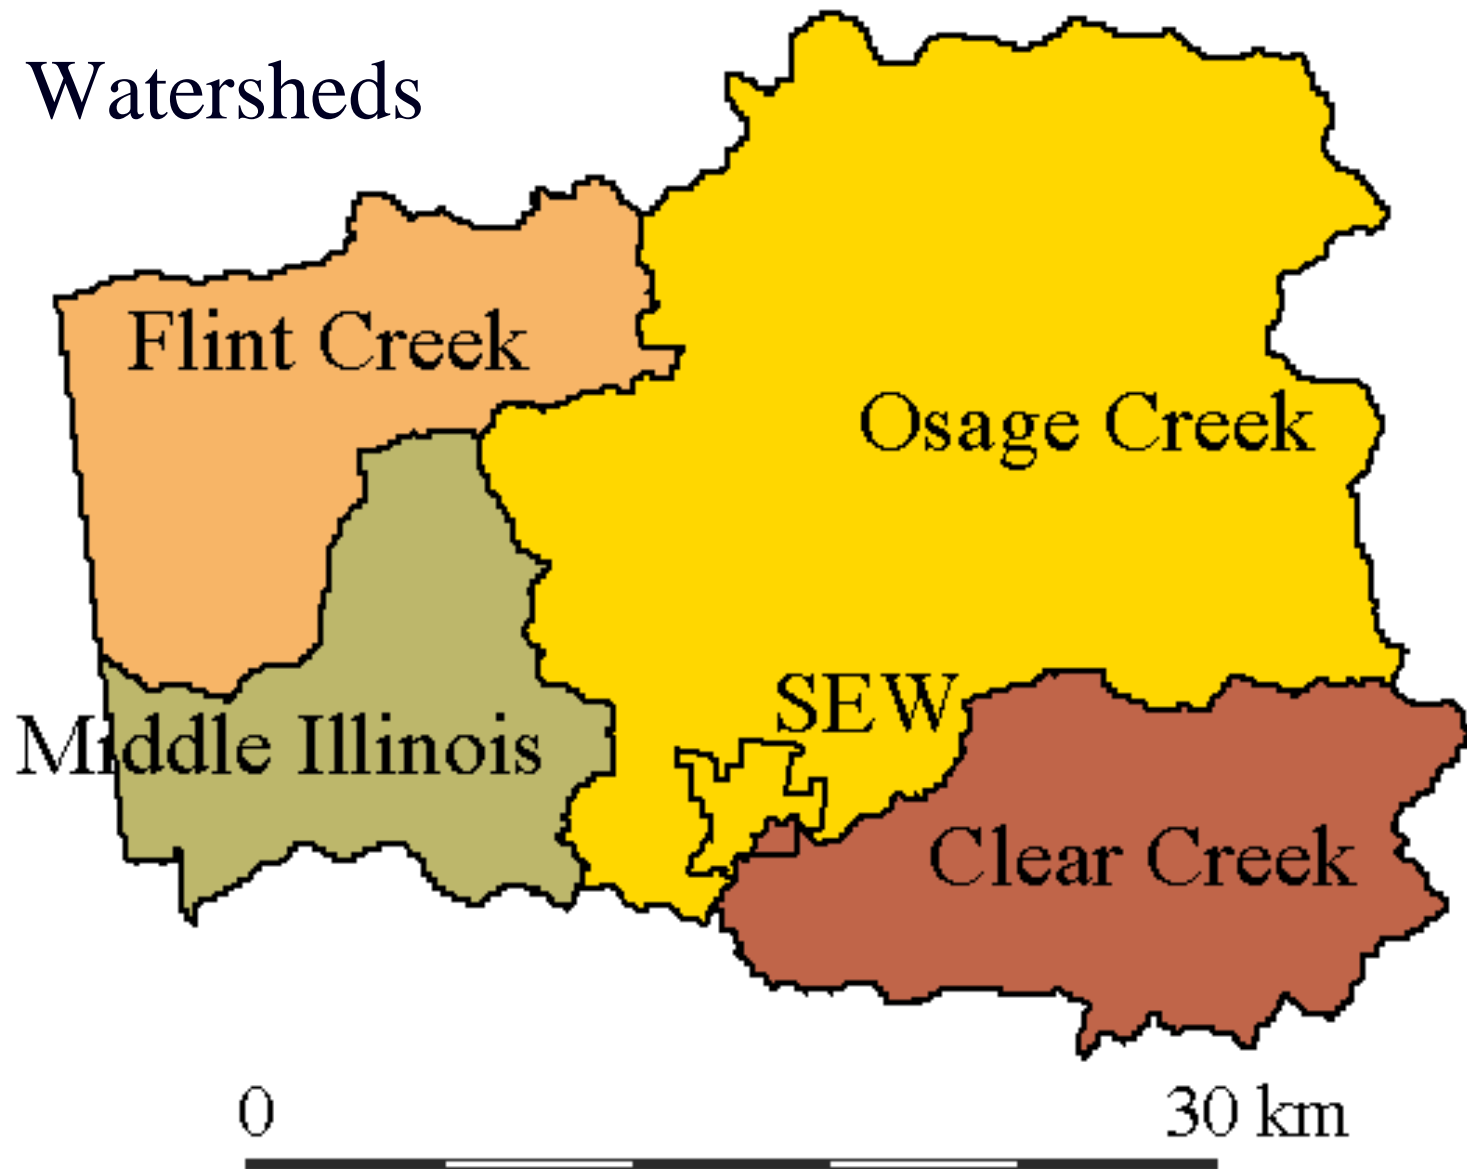 Watersheds
Flint Creek
Osage Creek
SEW
Middle Illinois
Clear Creek
0 30 km